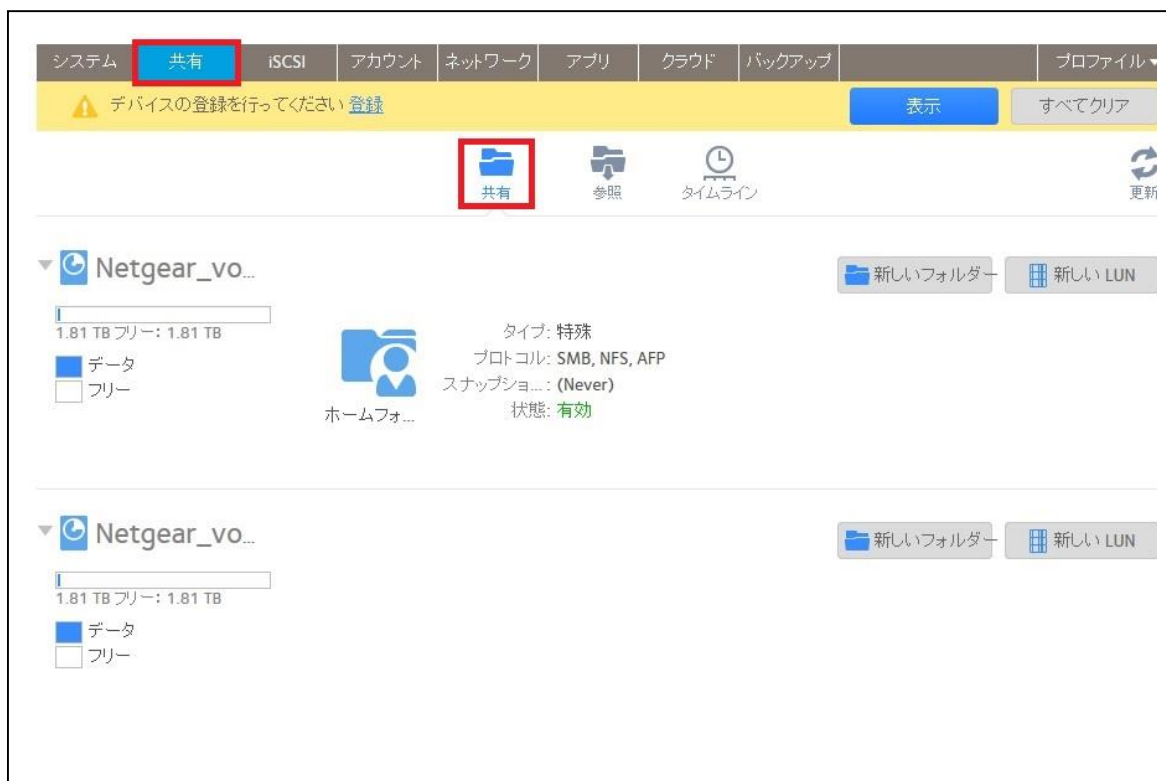 システム 共有 iSCSI アカウント ネットワーク アプリ クラウド バックアップ プロファイル
デバイスの登録を行ってください 登録 表示 すべてクリア
共有 参照 タイムライン 更新
Netgear_vo... 新しいフォルダー 新しい LUN
1.81 TB フリー: 1.81 TB
データ
フリー
ホームフォ...
タイプ: 特殊
プロトコル: SMB, NFS, AFP
スナップショ...: (Never)
状態: 有効
Netgear_vo... 新しいフォルダー 新しい LUN
1.81 TB フリー: 1.81 TB
データ
フリー